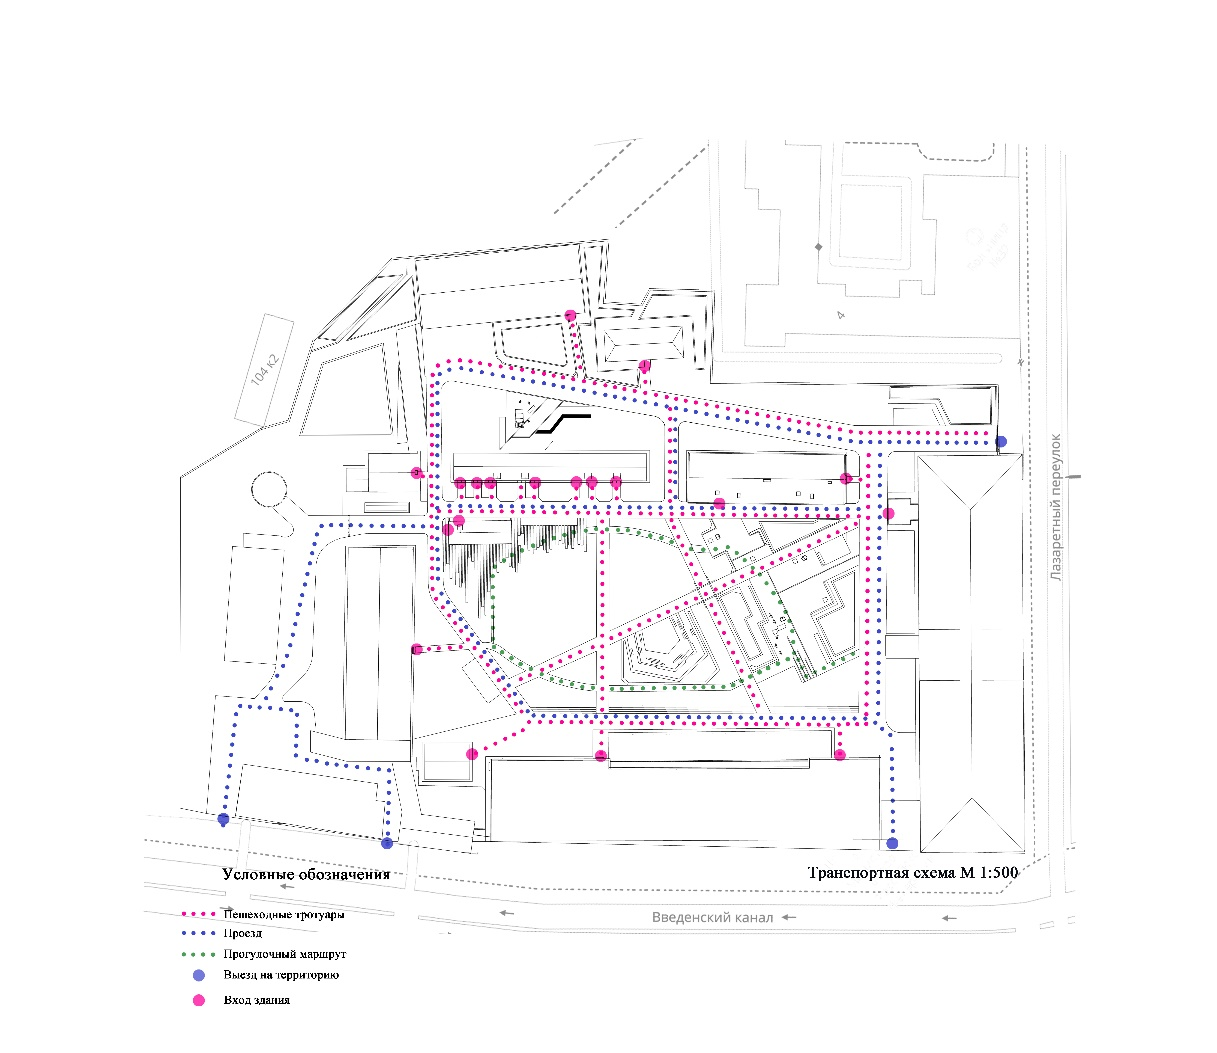 4
104 к2
Лазаретный переулок
Условные обозначения
Транспортная схема М 1:500
Введенский канал
Пешеходные тротуары
Проезд
Прогулочный маршрут
Выезд на территорию
Вход здания